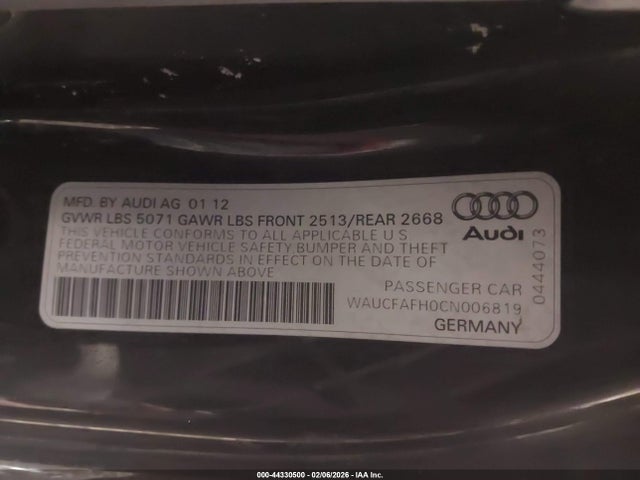 MFD. BY AUDI AG 01 12
GVWR LBS 5071 GAWR LBS FRONT 2513/REAR 2668
THIS VEHICLE CONFORMS TO ALL APPLICABLE U S
FEDERAL MOTOR VEHICLE SAFETY BUMPER AND THEFT
PREVENTION STANDARDS IN EFFECT ON THE DATE OF
MANUFACTURE SHOWN ABOVE
Audi
0444073
PASSENGER CAR
WAUCFAFH0CN006819
GERMANY
000-44330500 - 02/06/2026 - IAA Inc.